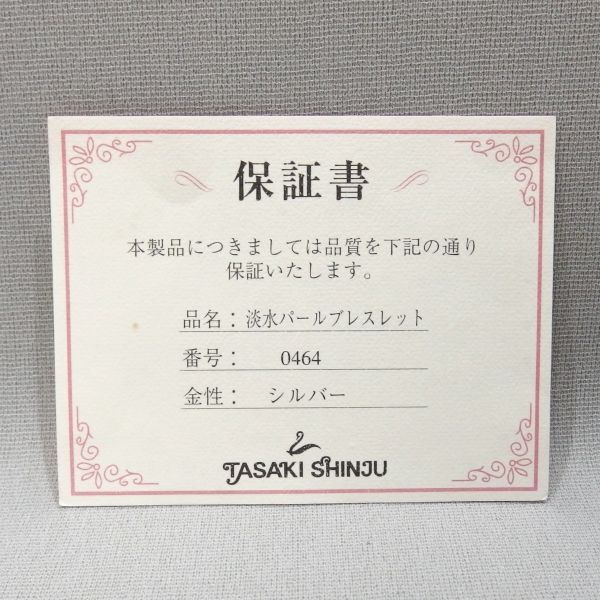 保証書
本製品につきましては品質を下記の通り
保証いたします。
品名：淡水パールブレスレット
番号： 0464
金性： シルバー
TASAKI SHINJU